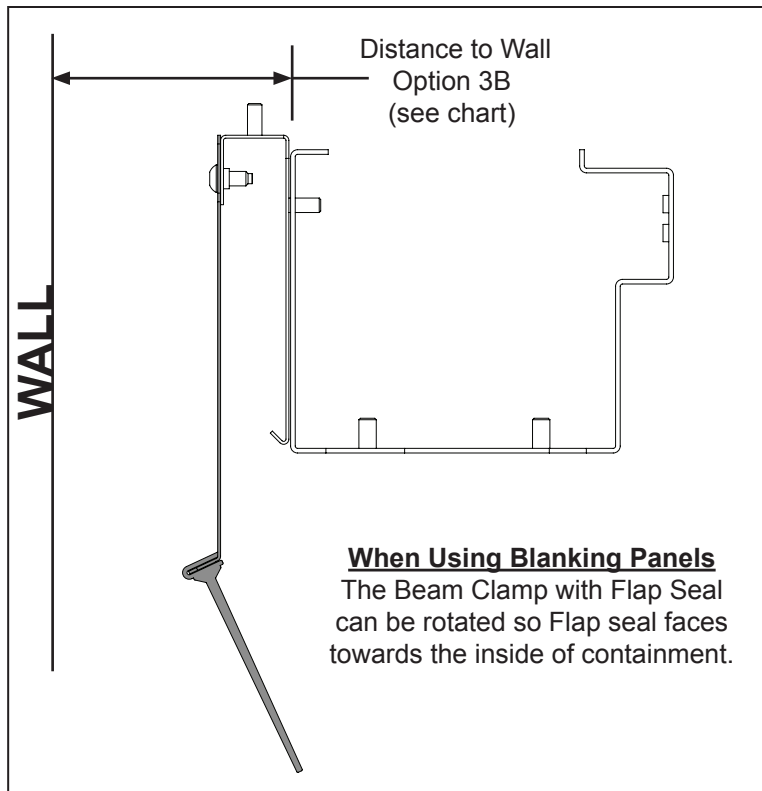 Distance to Wall
Option 3B
(see chart)
WALL
When Using Blanking Panels
The Beam Clamp with Flap Seal
can be rotated so Flap seal faces
towards the inside of containment.